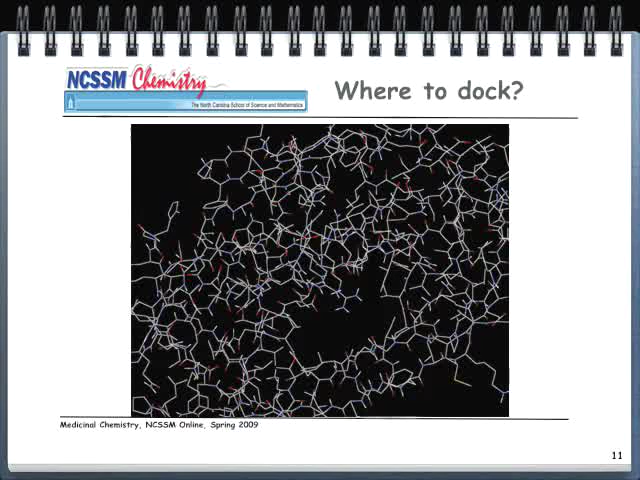 NCSSM Chemistry
The North Carolina School of Science and Mathematics
Where to dock?
Medicinal Chemistry, NCSSM Online, Spring 2009
11